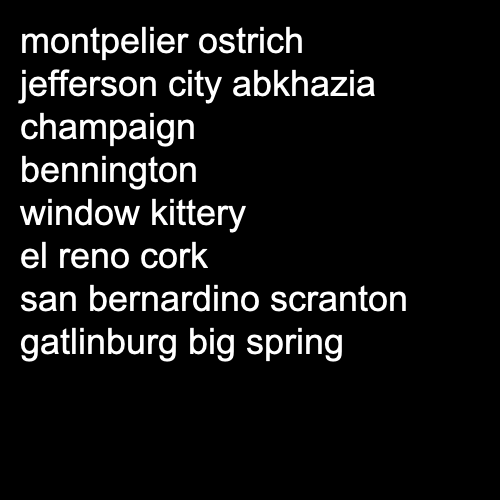 montpelier ostrich
jefferson city abkhazia
champaign
bennington
window kittery
el reno cork
san bernardino scranton
gatlinburg big spring